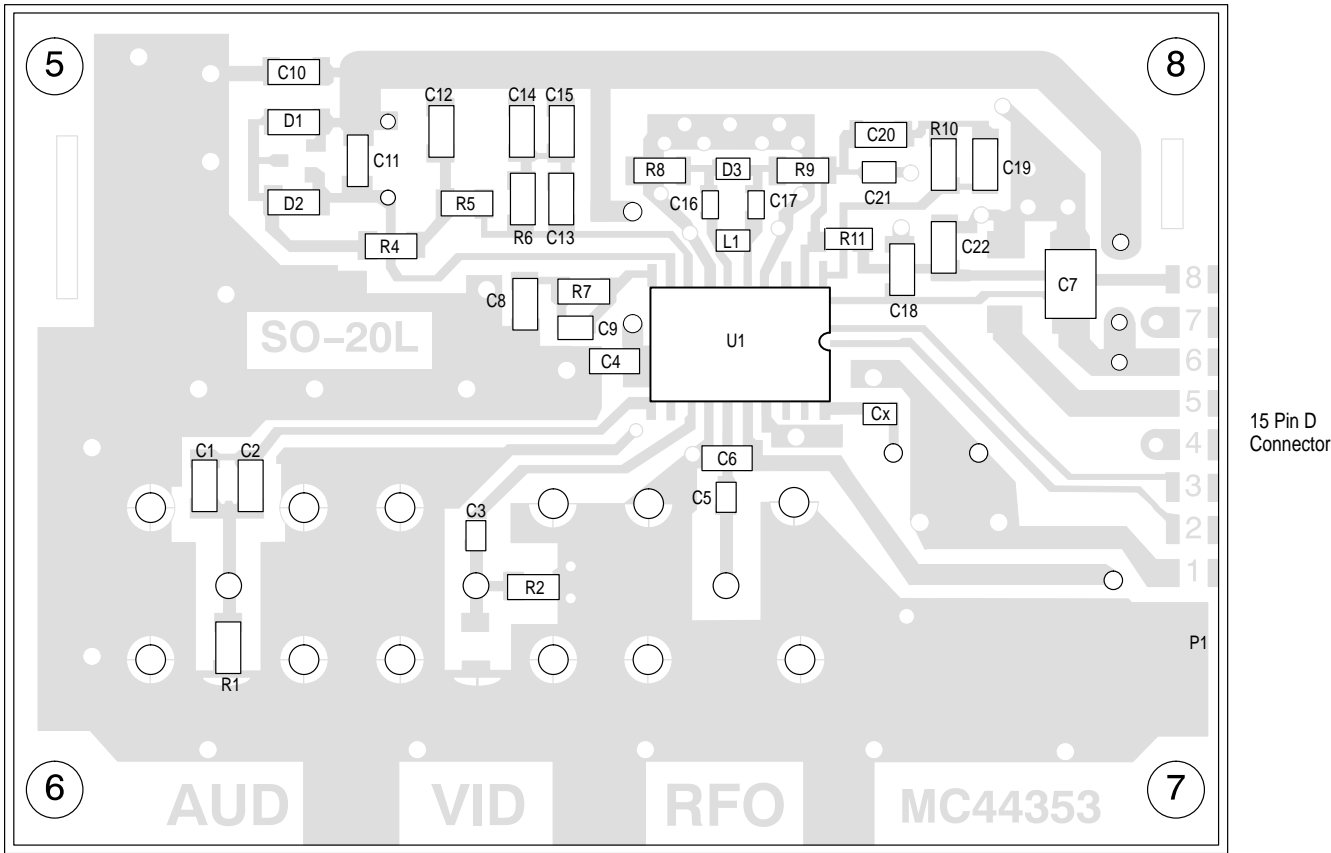 5
8
C10
D1
C12
C14
C15
C11
C20
R10
C19
R8
D3
R9
C21
D2
R5
C16
C17
R4
R6
C13
L1
R11
C22
C18
C7
C8
R7
C9
SO–20L
U1
C4
8
7
6
5
4
3
2
1
15 Pin D
Connector
Cx
C1
C2
C6
C5
C3
R2
R1
P1
6
AUD
VID
RFO
MC44353
7